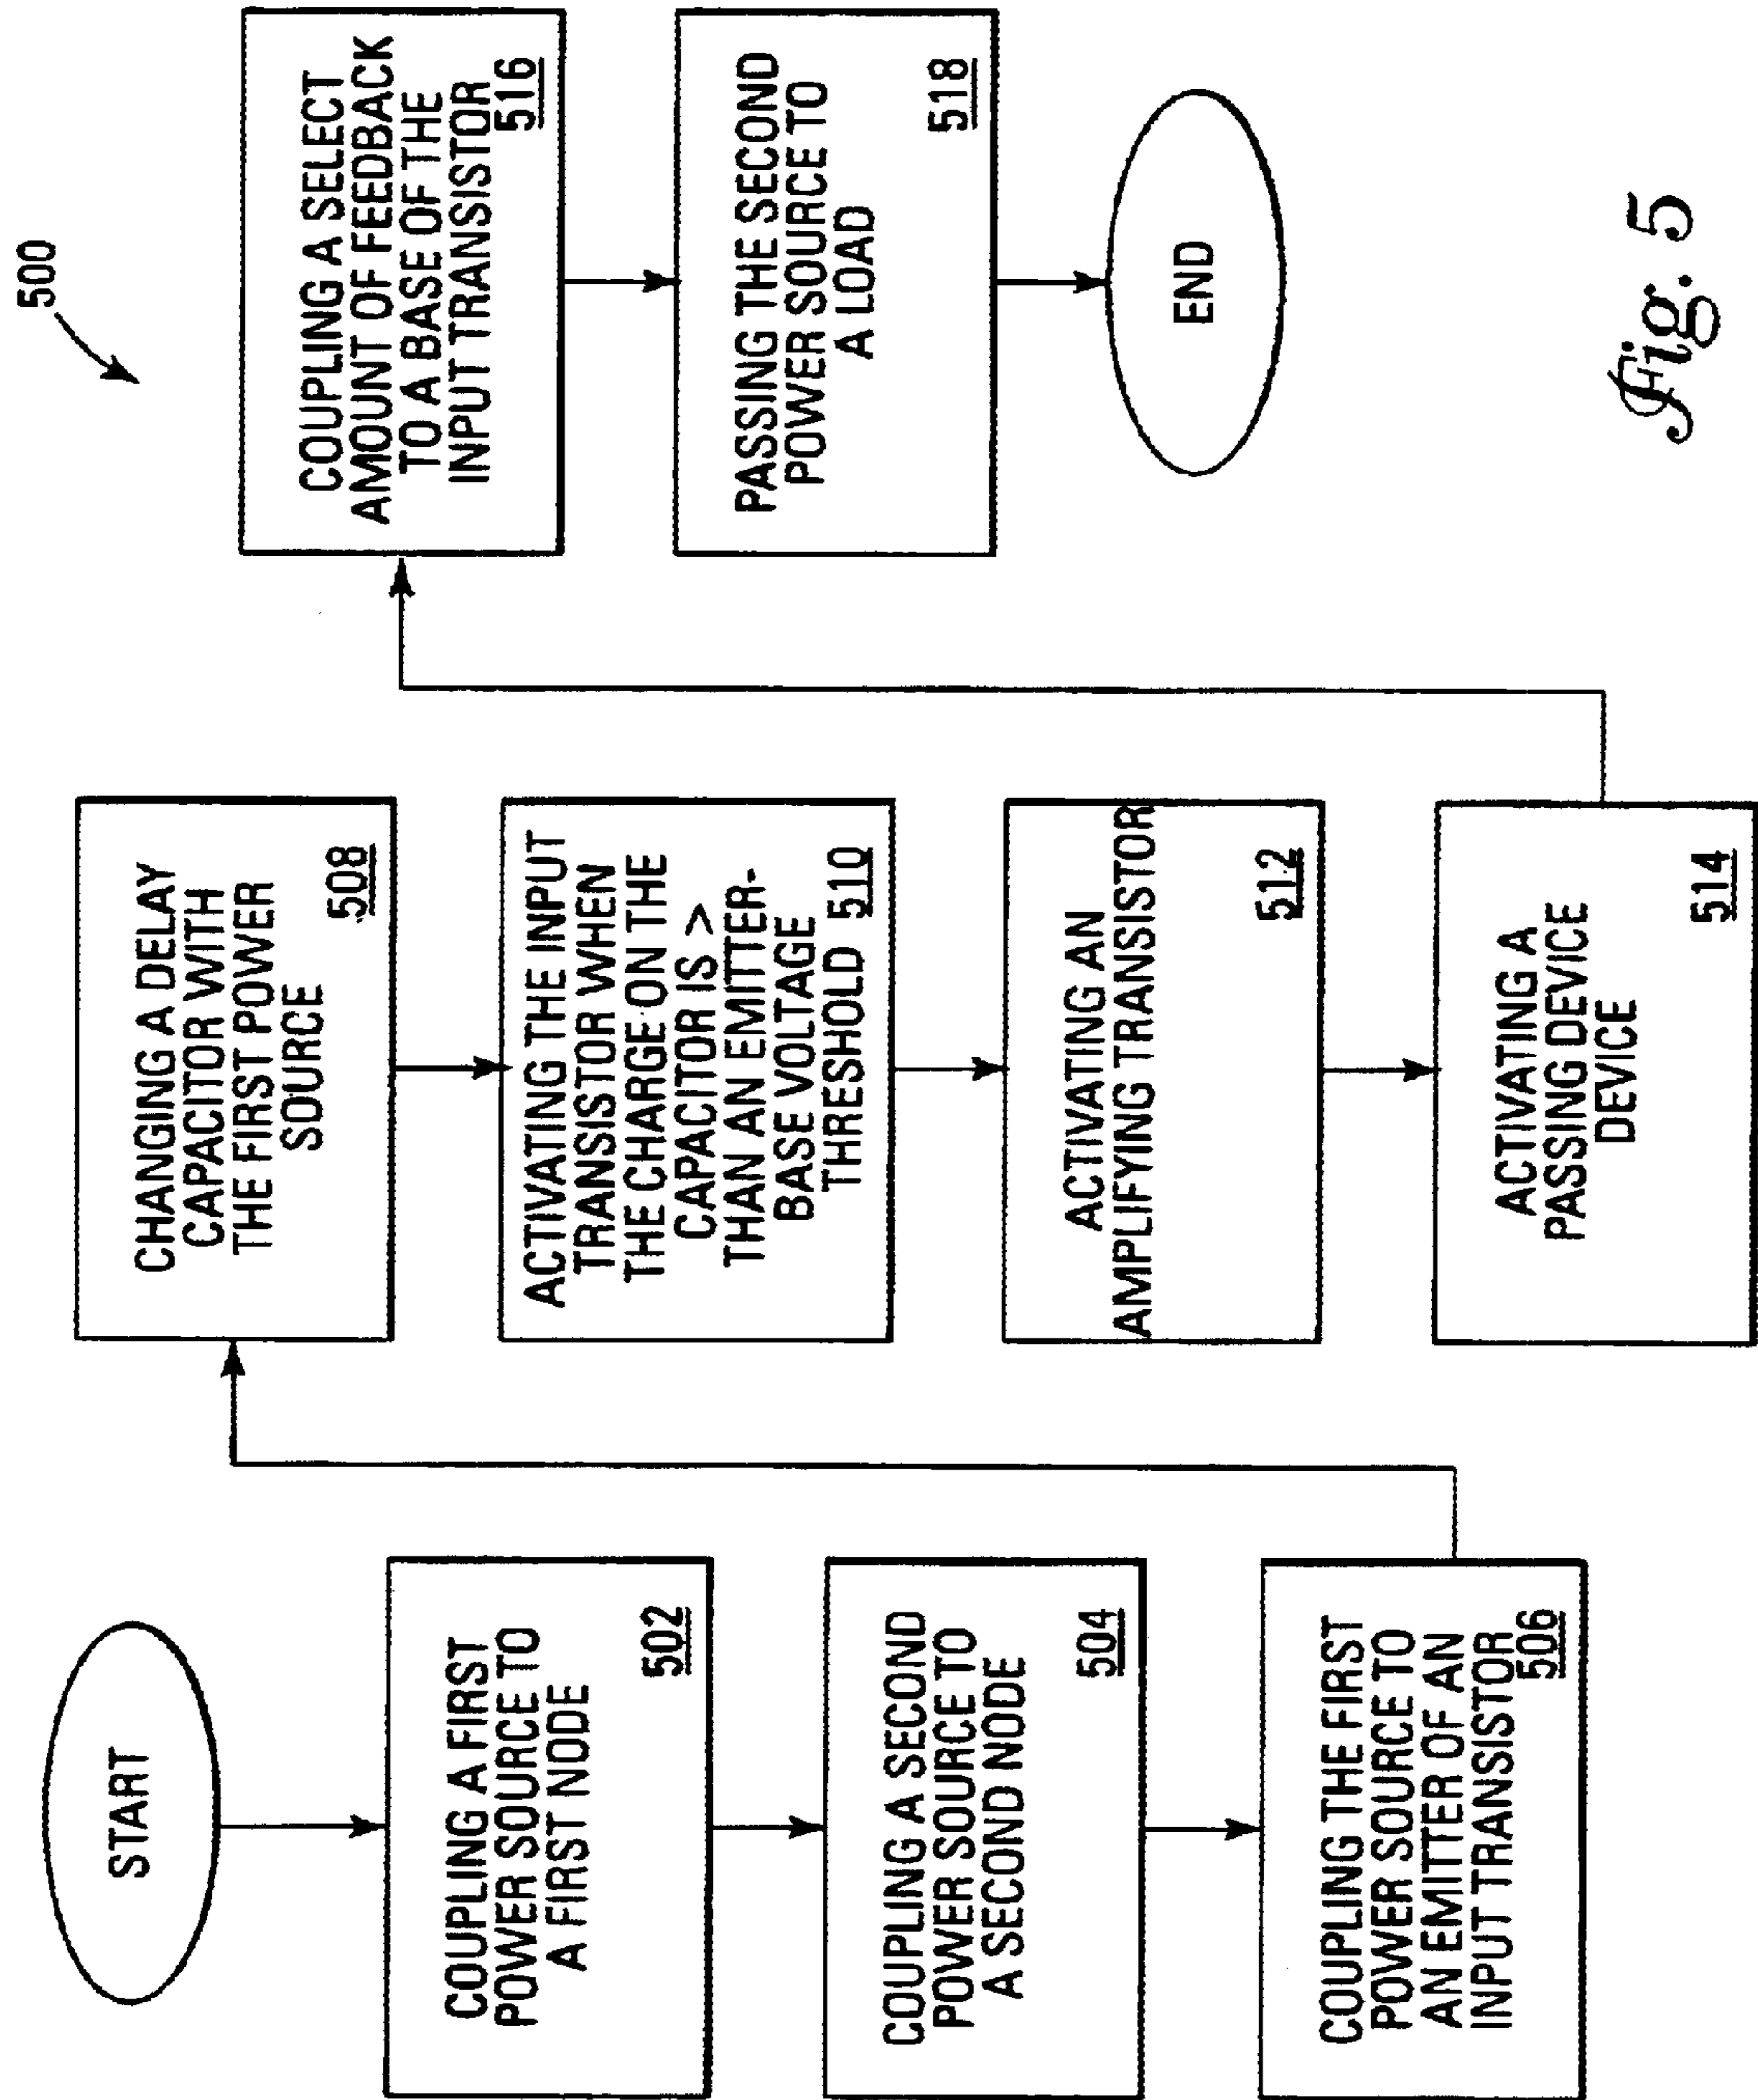 500
START
COUPLING A FIRST
POWER SOURCE TO
A FIRST NODE
502
COUPLING A SECOND
POWER SOURCE TO
A SECOND NODE
504
COUPLING THE FIRST
POWER SOURCE TO
AN EMITTER OF AN
INPUT TRANSISTOR
506
CHANGING A DELAY
CAPACITOR WITH
THE FIRST POWER
SOURCE
508
ACTIVATING THE INPUT
TRANSISTOR WHEN
THE CHARGE ON THE
CAPACITOR IS >
THAN AN EMITTER-
BASE VOLTAGE
THRESHOLD 510
ACTIVATING AN
AMPLIFYING TRANSISTOR
512
ACTIVATING A
PASSING DEVICE
DEVICE
514
COUPLING A SELECT
AMOUNT OF FEEDBACK
TO A BASE OF THE
INPUT TRANSISTOR
516
PASSING THE SECOND
POWER SOURCE TO
A LOAD
518
END
Fig. 5